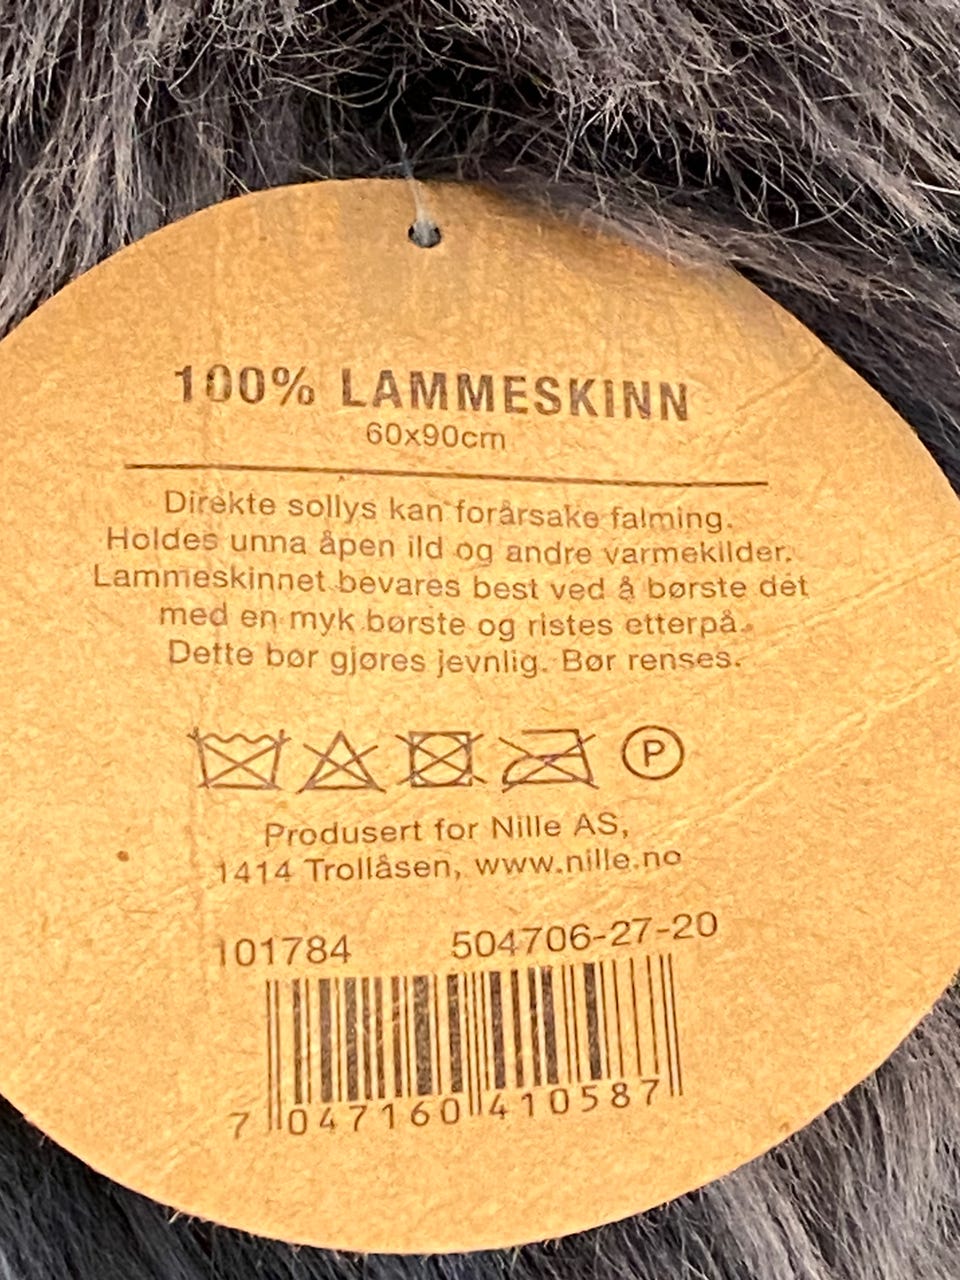 100% LAMMESKINN
60x90cm
Direkte sollys kan forårsake falming.
Holdes unna åpen ild og andre varmekilder.
Lammeskinnet bevares best ved å børste det
med en myk børste og ristes etterpå.
Dette bør gjøres jevnlig. Bør renses.
P
Produsert for Nille AS,
1414 Trollåsen, www.nille.no
101784 504706-27-20
7 047160 410587